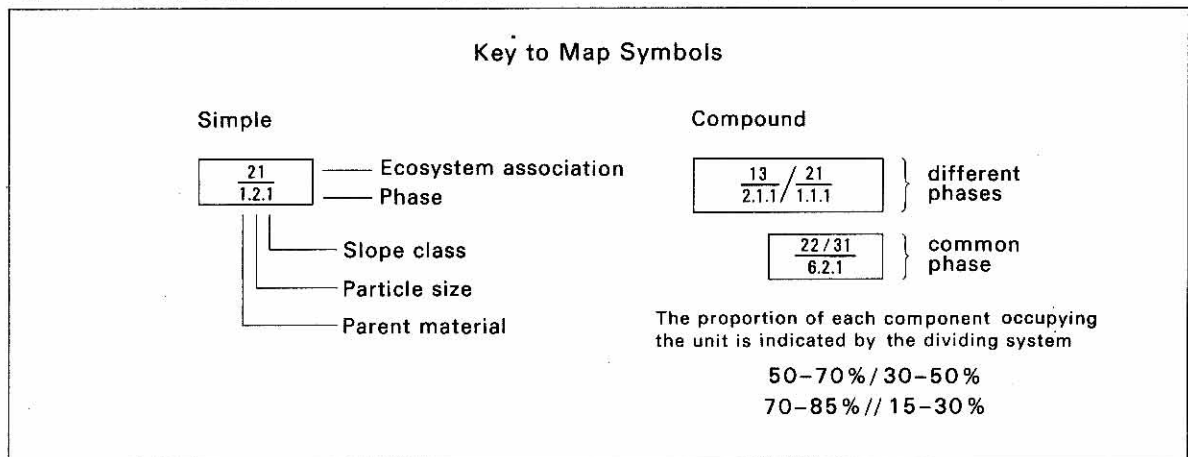 Key to Map Symbols
Simple
21
1.2.1
Ecosystem association
Phase
Slope class
Particle size
Parent material
Compound
13 / 21
2.1.1 / 1.1.1
different
phases
22 / 31
6.2.1
common
phase
The proportion of each component occupying
the unit is indicated by the dividing system
50–70% / 30–50%
70–85% // 15–30%